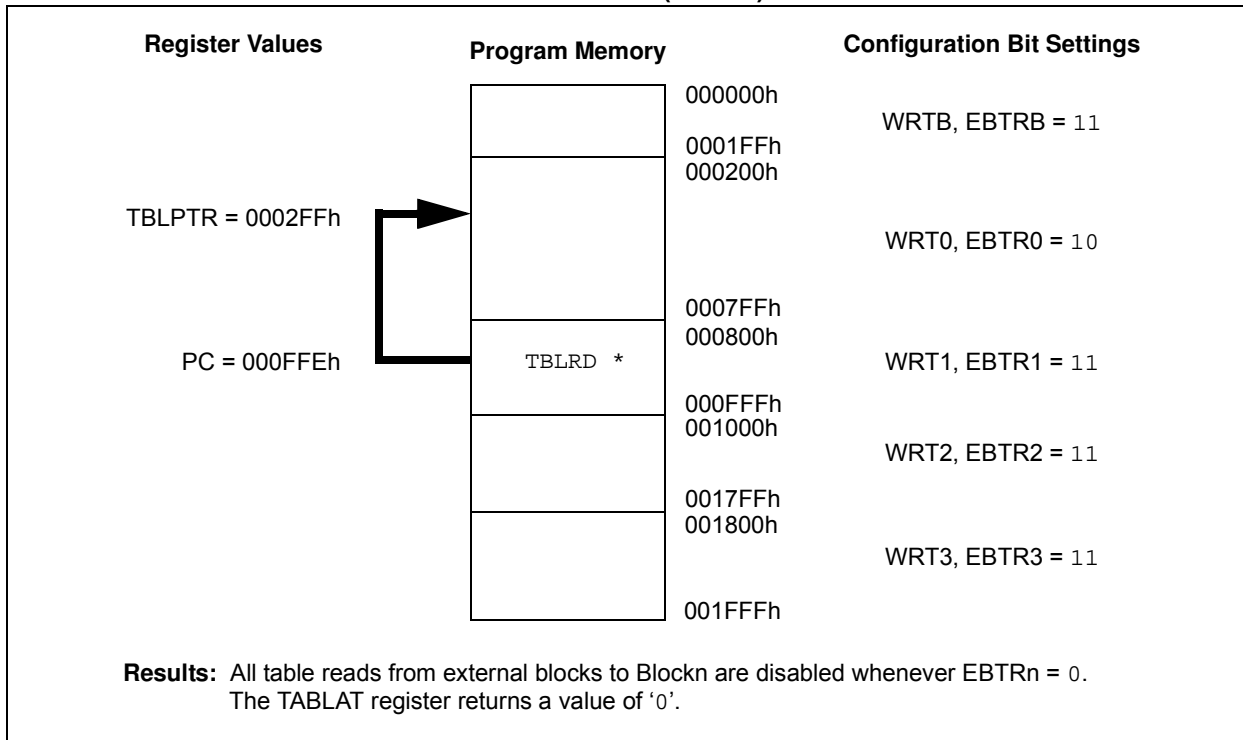 Register Values
Program Memory
Configuration Bit Settings
000000h
WRTB, EBTRB = 11
0001FFh
000200h
TBLPTR = 0002FFh
WRT0, EBTR0 = 10
0007FFh
000800h
PC = 000FFEh
TBLRD *
WRT1, EBTR1 = 11
000FFFh
001000h
WRT2, EBTR2 = 11
0017FFh
001800h
WRT3, EBTR3 = 11
001FFFh
Results: All table reads from external blocks to Blockn are disabled whenever EBTRn = 0.
The TABLAT register returns a value of ‘0’.